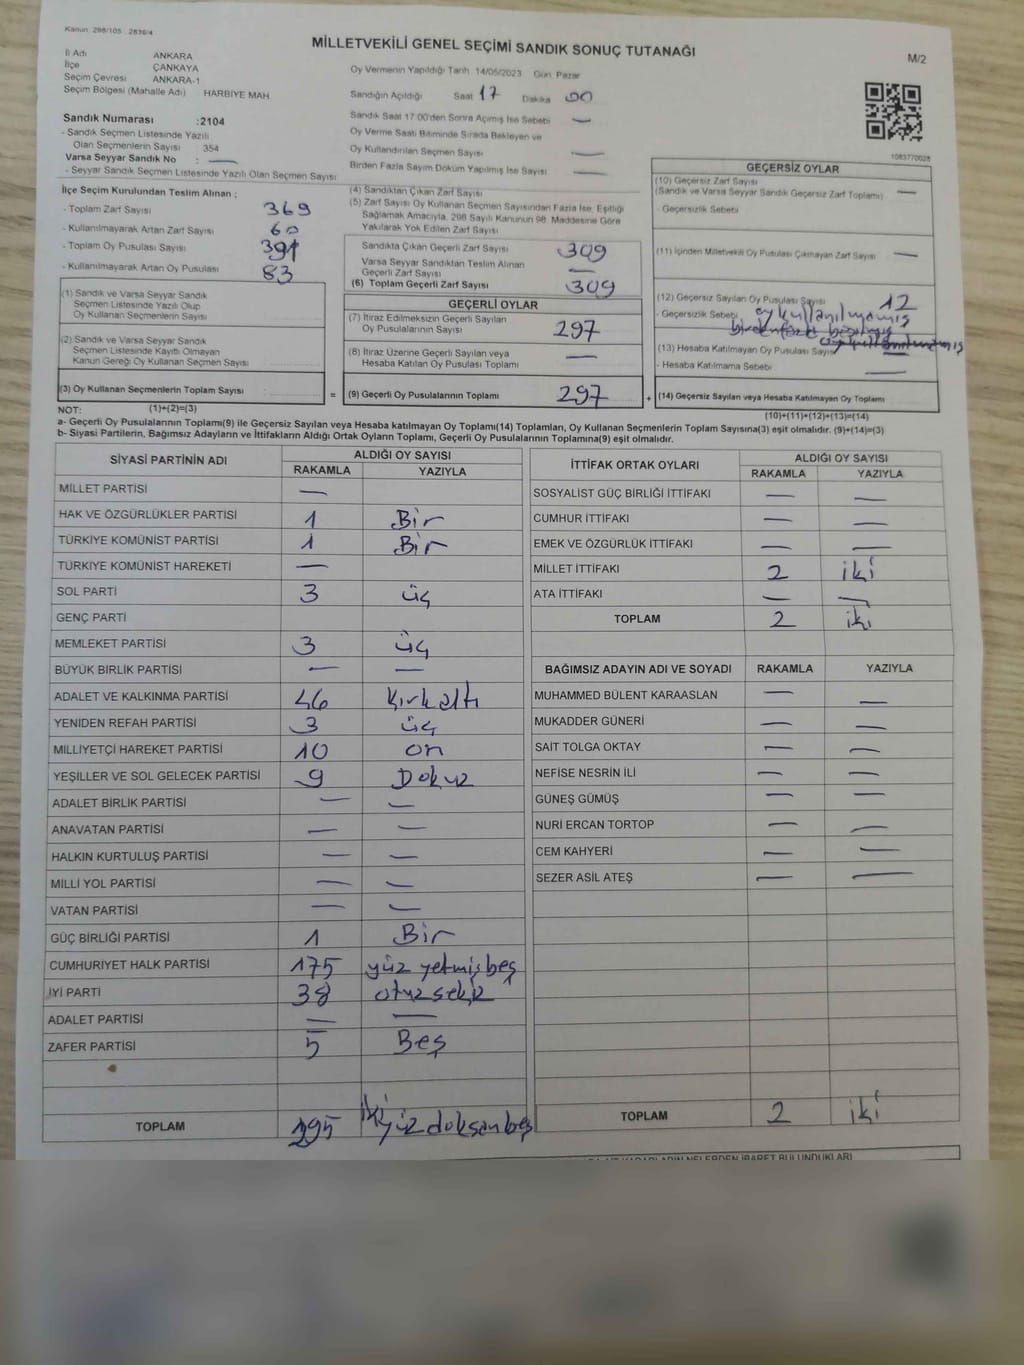 Kanun: 298/105 2839/4
MİLLETVEKİLİ GENEL SEÇİMİ SANDIK SONUÇ TUTANAĞI
M/2
İl Adı ANKARA
İlçe ÇANKAYA
Seçim Çevresi ANKARA-1
Seçim Bölgesi (Mahalle Adı) HARBİYE MAH
Oy Vermenin Yapıldığı Tarih 14/05/2023 Gün Pazar
Sandığın Açıldığı Saat 17 Dakika 00
Sandık Saat 17:00'den Sonra Açılmış İse Sebebi —
Oy Verme Saati Bitiminde Sırada Bekleyen ve
Oy Kullandırılan Seçmen Sayısı —
Birden Fazla Sayım Döküm Yapılmış İse Sayısı —
Sandık Numarası :2104
- Sandık Seçmen Listesinde Yazılı
Olan Seçmenlerin Sayısı 354
Varsa Seyyar Sandık No : —
- Seyyar Sandık Seçmen Listesinde Yazılı Olan Seçmen Sayısı
1083770028
İlçe Seçim Kurulundan Teslim Alınan ;
- Toplam Zarf Sayısı 369
- Kullanılmayarak Artan Zarf Sayısı 60
- Toplam Oy Pusulası Sayısı 391
- Kullanılmayarak Artan Oy Pusulası 83
(1) Sandık ve Varsa Seyyar Sandık
Seçmen Listesinde Yazılı Olup
Oy Kullanan Seçmenlerin Sayısı
(2) Sandık ve Varsa Seyyar Sandık
Seçmen Listesinde Kayıtlı Olmayan
Kanun Gereği Oy Kullanan Seçmen Sayısı
(3) Oy Kullanan Seçmenlerin Toplam Sayısı
(1)+(2)=(3)
(4) Sandıktan Çıkan Zarf Sayısı
(5) Zarf Sayısı Oy Kullanan Seçmen Sayısından Fazla İse, Eşitliği
Sağlamak Amacıyla, 298 Sayılı Kanunun 98. Maddesine Göre
Yakılarak Yok Edilen Zarf Sayısı
Sandıkta Çıkan Geçerli Zarf Sayısı 309
Varsa Seyyar Sandıktan Teslim Alınan
Geçerli Zarf Sayısı —
(6) Toplam Geçerli Zarf Sayısı 309
GEÇERLİ OYLAR
(7) İtiraz Edilmeksizin Geçerli Sayılan
Oy Pusulalarının Sayısı 297
(8) İtiraz Üzerine Geçerli Sayılan veya
Hesaba Katılan Oy Pusulası Toplamı —
= (9) Geçerli Oy Pusulalarının Toplamı 297
GEÇERSİZ OYLAR
(10) Geçersiz Zarf Sayısı —
(Sandık ve Varsa Seyyar Sandık Geçersiz Zarf Toplamı)
- Geçersizlik Sebebi
(11) İçinden Milletvekili Oy Pusulası Çıkmayan Zarf Sayısı —
(12) Geçersiz Sayılan Oy Pusulası Sayısı 12
- Geçersizlik Sebebi oy kullanılmamış
(13) Hesaba Katılmayan Oy Pusulası Sayısı
- Hesaba Katılmama Sebebi —
+ (14) Geçersiz Sayılan veya Hesaba Katılmayan Oy Toplamı
(10)+(11)+(12)+(13)=(14)
NOT:
a- Geçerli Oy Pusulalarının Toplamı(9) ile Geçersiz Sayılan veya Hesaba katılmayan Oy Toplamı(14) Toplamları, Oy Kullanan Seçmenlerin Toplam Sayısına(3) eşit olmalıdır. (9)+(14)=(3)
b- Siyasi Partilerin, Bağımsız Adayların ve İttifakların Aldığı Ortak Oyların Toplamı, Geçerli Oy Pusulalarının Toplamına(9) eşit olmalıdır.
SİYASİ PARTİNİN ADI ALDIĞI OY SAYISI
RAKAMLA YAZIYLA
MİLLET PARTİSİ —
HAK VE ÖZGÜRLÜKLER PARTİSİ 1 Bir
TÜRKİYE KOMÜNİST PARTİSİ 1 Bir
TÜRKİYE KOMÜNİST HAREKETİ —
SOL PARTİ 3 üç
GENÇ PARTİ
MEMLEKET PARTİSİ 3 üç
BÜYÜK BİRLİK PARTİSİ — —
ADALET VE KALKINMA PARTİSİ 46 Kırkaltı
YENİDEN REFAH PARTİSİ 3 üç
MİLLİYETÇİ HAREKET PARTİSİ 10 on
YEŞİLLER VE SOL GELECEK PARTİSİ 9 Dokuz
ADALET BİRLİK PARTİSİ — —
ANAVATAN PARTİSİ — —
HALKIN KURTULUŞ PARTİSİ — —
MİLLİ YOL PARTİSİ — —
VATAN PARTİSİ — —
GÜÇ BİRLİĞİ PARTİSİ 1 Bir
CUMHURİYET HALK PARTİSİ 175 yüz yetmişbeş
İYİ PARTİ 38 otuzsekiz
ADALET PARTİSİ — —
ZAFER PARTİSİ 5 Beş
TOPLAM 295 iki yüz doksanbeş
İTTİFAK ORTAK OYLARI ALDIĞI OY SAYISI
RAKAMLA YAZIYLA
SOSYALİST GÜÇ BİRLİĞİ İTTİFAKI — —
CUMHUR İTTİFAKI — —
EMEK VE ÖZGÜRLÜK İTTİFAKI — —
MİLLET İTTİFAKI 2 iki
ATA İTTİFAKI — —
TOPLAM 2 iki
BAĞIMSIZ ADAYIN ADI VE SOYADI RAKAMLA YAZIYLA
MUHAMMED BÜLENT KARAASLAN — —
MUKADDER GÜNERİ — —
SAİT TOLGA OKTAY — —
NEFİSE NESRİN İLİ — —
GÜNEŞ GÜMÜŞ — —
NURİ ERCAN TORTOP — —
CEM KAHYERİ — —
SEZER ASİL ATEŞ — —
TOPLAM 2 iki